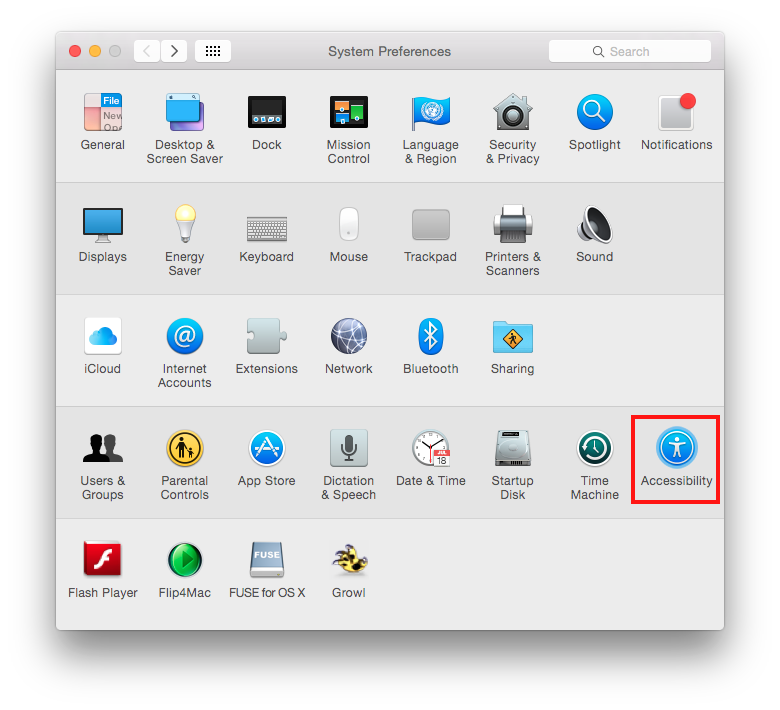 System Preferences
Search
File
New
Ope
General
Desktop &
Screen Saver
Dock
Mission
Control
Language
& Region
Security
& Privacy
Spotlight
Notifications
Displays
Energy
Saver
Keyboard
Mouse
Trackpad
Printers &
Scanners
Sound
iCloud
@
Internet
Accounts
Extensions
Network
Bluetooth
Sharing
Users &
Groups
Parental
Controls
App Store
Dictation
& Speech
JUL
18
Date & Time
Startup
Disk
Time
Machine
Accessibility
Flash Player
Flip4Mac
FUSE
FUSE for OS X
Growl